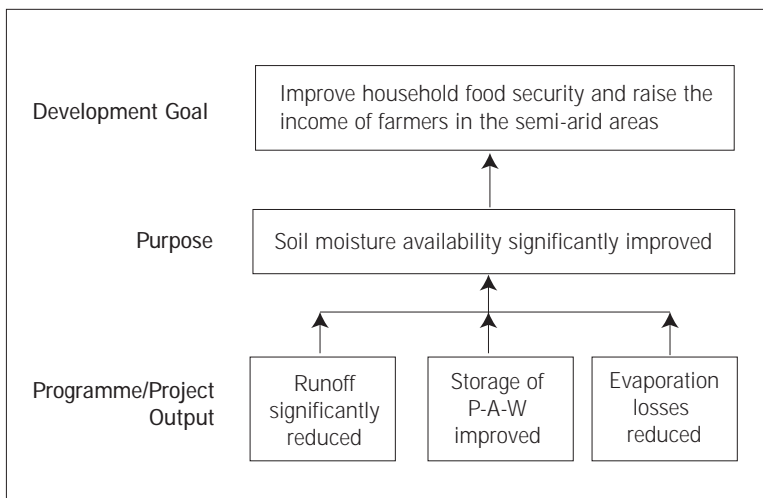 Development Goal
Improve household food security and raise the
income of farmers in the semi-arid areas
Purpose
Soil moisture availability significantly improved
Programme/Project
Output
Runoff
significantly
reduced
Storage of
P-A-W
improved
Evaporation
losses
reduced